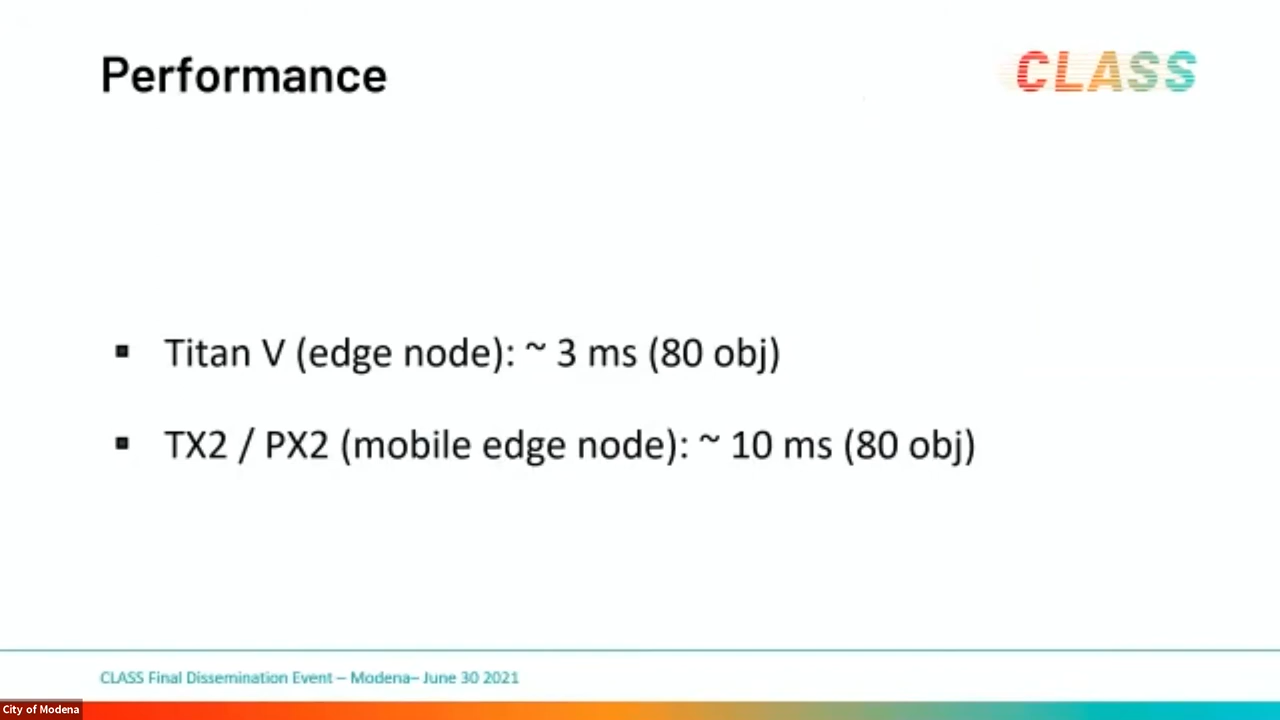 Performance
CLASS
▪ Titan V (edge node): ~ 3 ms (80 obj)
▪ TX2 / PX2 (mobile edge node): ~ 10 ms (80 obj)
CLASS Final Dissemination Event – Modena– June 30 2021
City of Modena